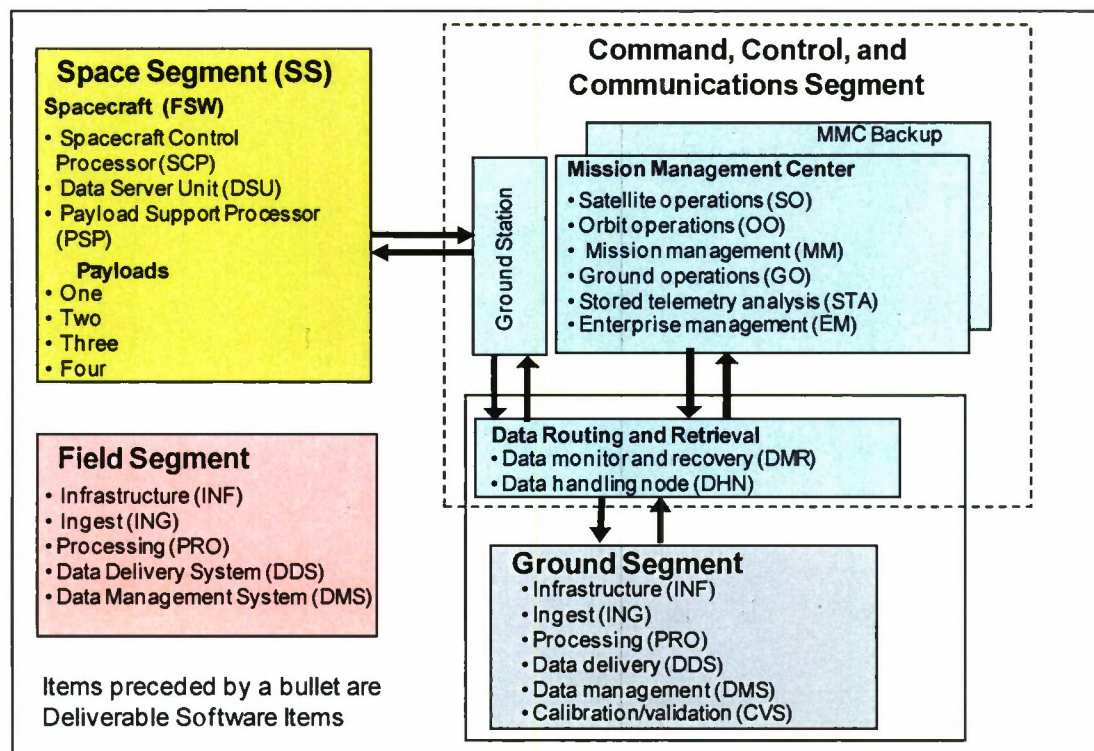 Space Segment (SS)
Spacecraft (FSW)
• Spacecraft Control
Processor (SCP)
• Data Server Unit (DSU)
• Payload Support Processor
(PSP)
Payloads
• One
• Two
• Three
• Four
Field Segment
• Infrastructure (INF)
• Ingest (ING)
• Processing (PRO)
• Data Delivery System (DDS)
• Data Management System (DMS)
Items preceded by a bullet are
Deliverable Software Items
Command, Control, and
Communications Segment
MMC Backup
Ground Station
Mission Management Center
• Satellite operations (SO)
• Orbit operations (OO)
• Mission management (MM)
• Ground operations (GO)
• Stored telemetry analysis (STA)
• Enterprise management (EM)
Data Routing and Retrieval
• Data monitor and recovery (DMR)
• Data handling node (DHN)
Ground Segment
• Infrastructure (INF)
• Ingest (ING)
• Processing (PRO)
• Data delivery (DDS)
• Data management (DMS)
• Calibration/validation (CVS)